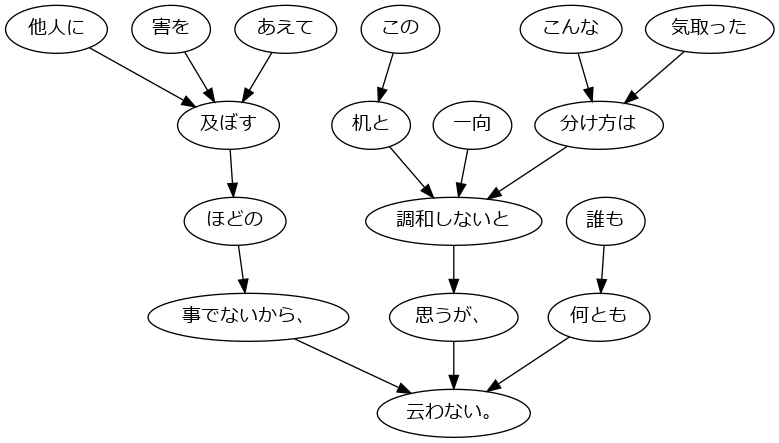 他人に 害を あえて この こんな 気取った
及ぼす 机と 一向 分け方は
ほどの 調和しないと 誰も
事でないから、 思うが、 何とも
云わない。